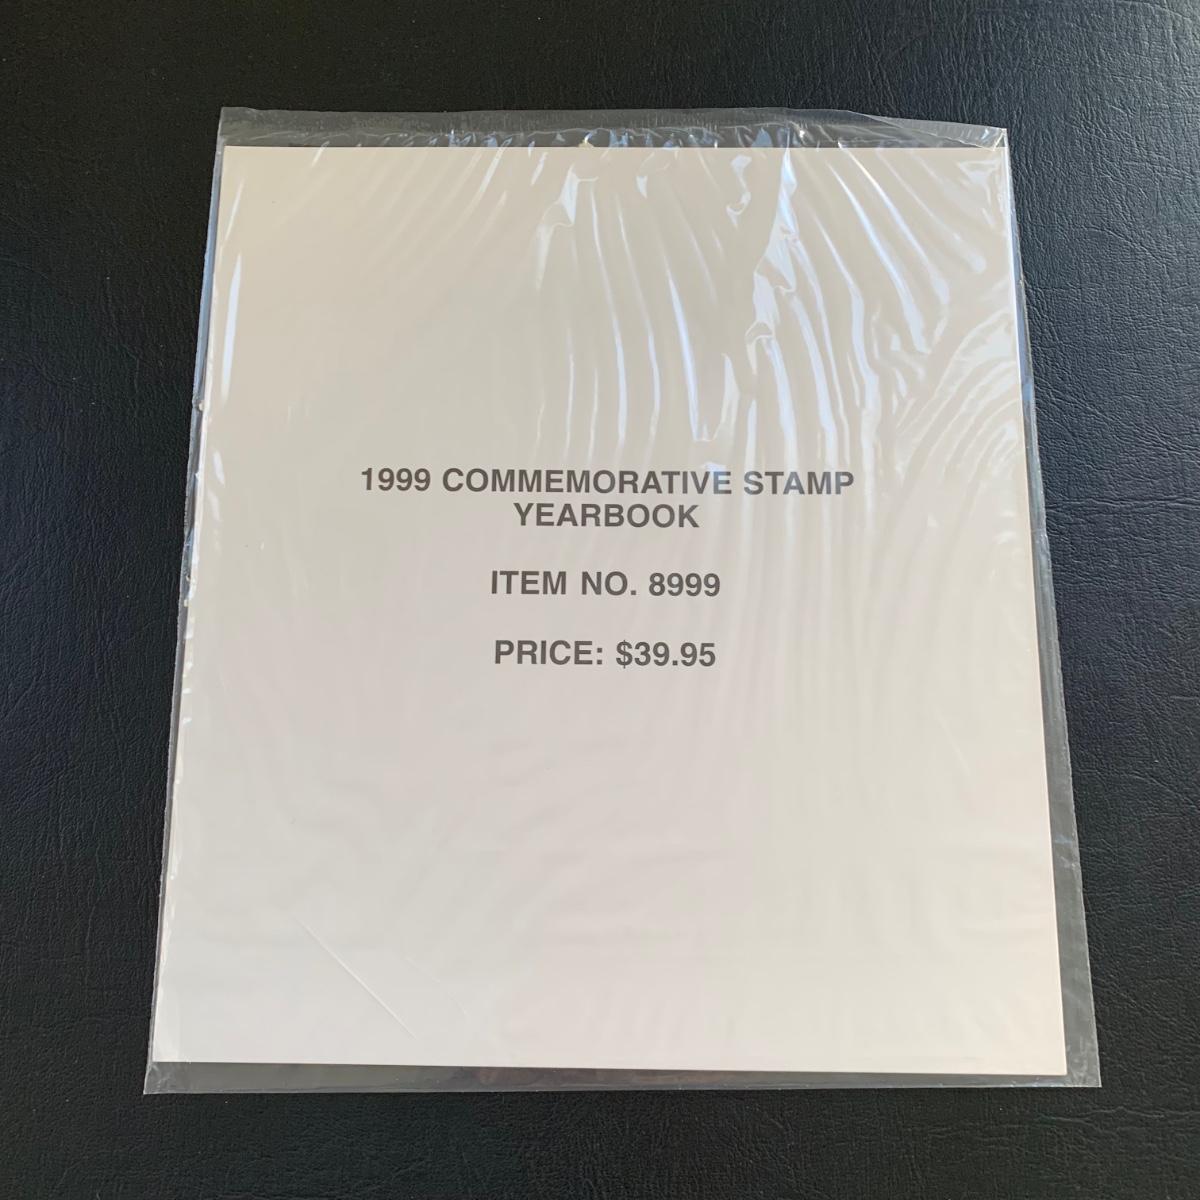 1999 COMMEMORATIVE STAMP
YEARBOOK
ITEM NO. 8999
PRICE: $39.95